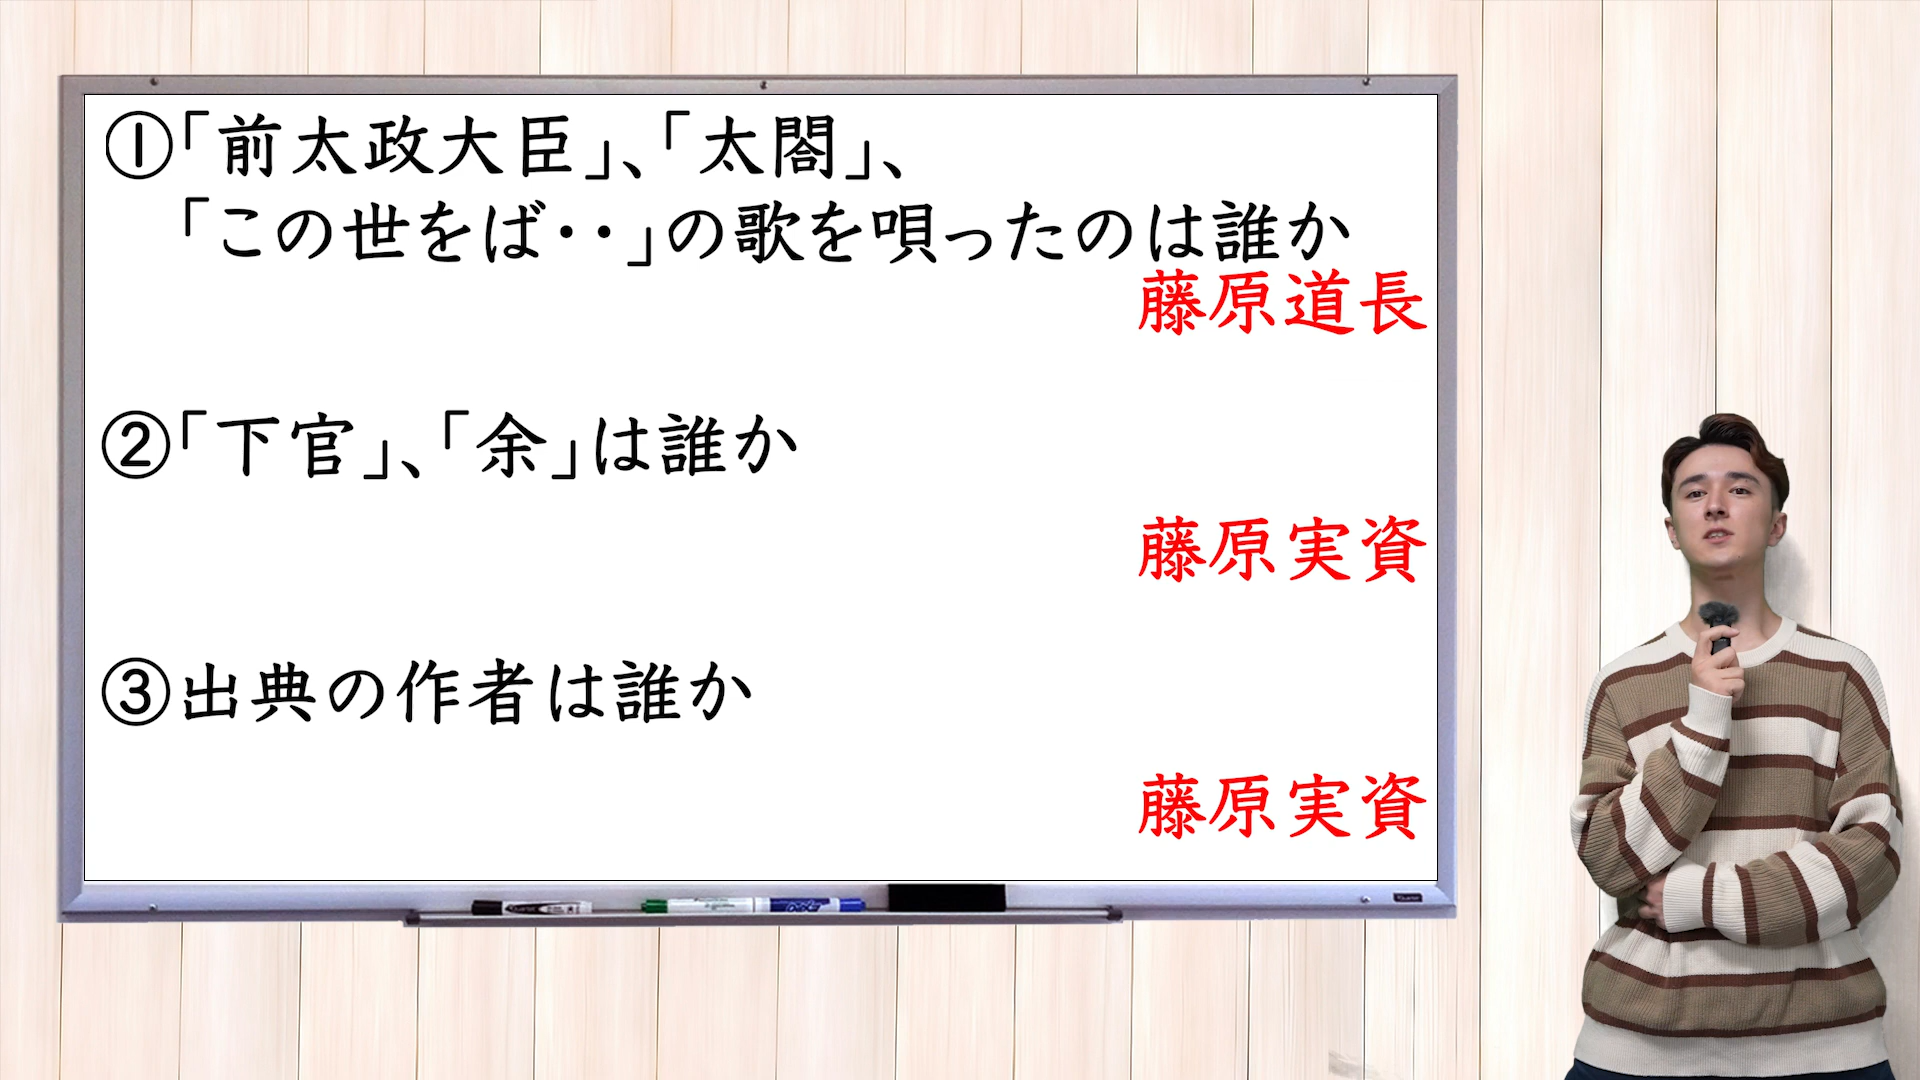 ①「前太政大臣」、「太閤」、
「この世をば・・」の歌を唄ったのは誰か
藤原道長
②「下官」、「余」は誰か
藤原実資
③出典の作者は誰か
藤原実資